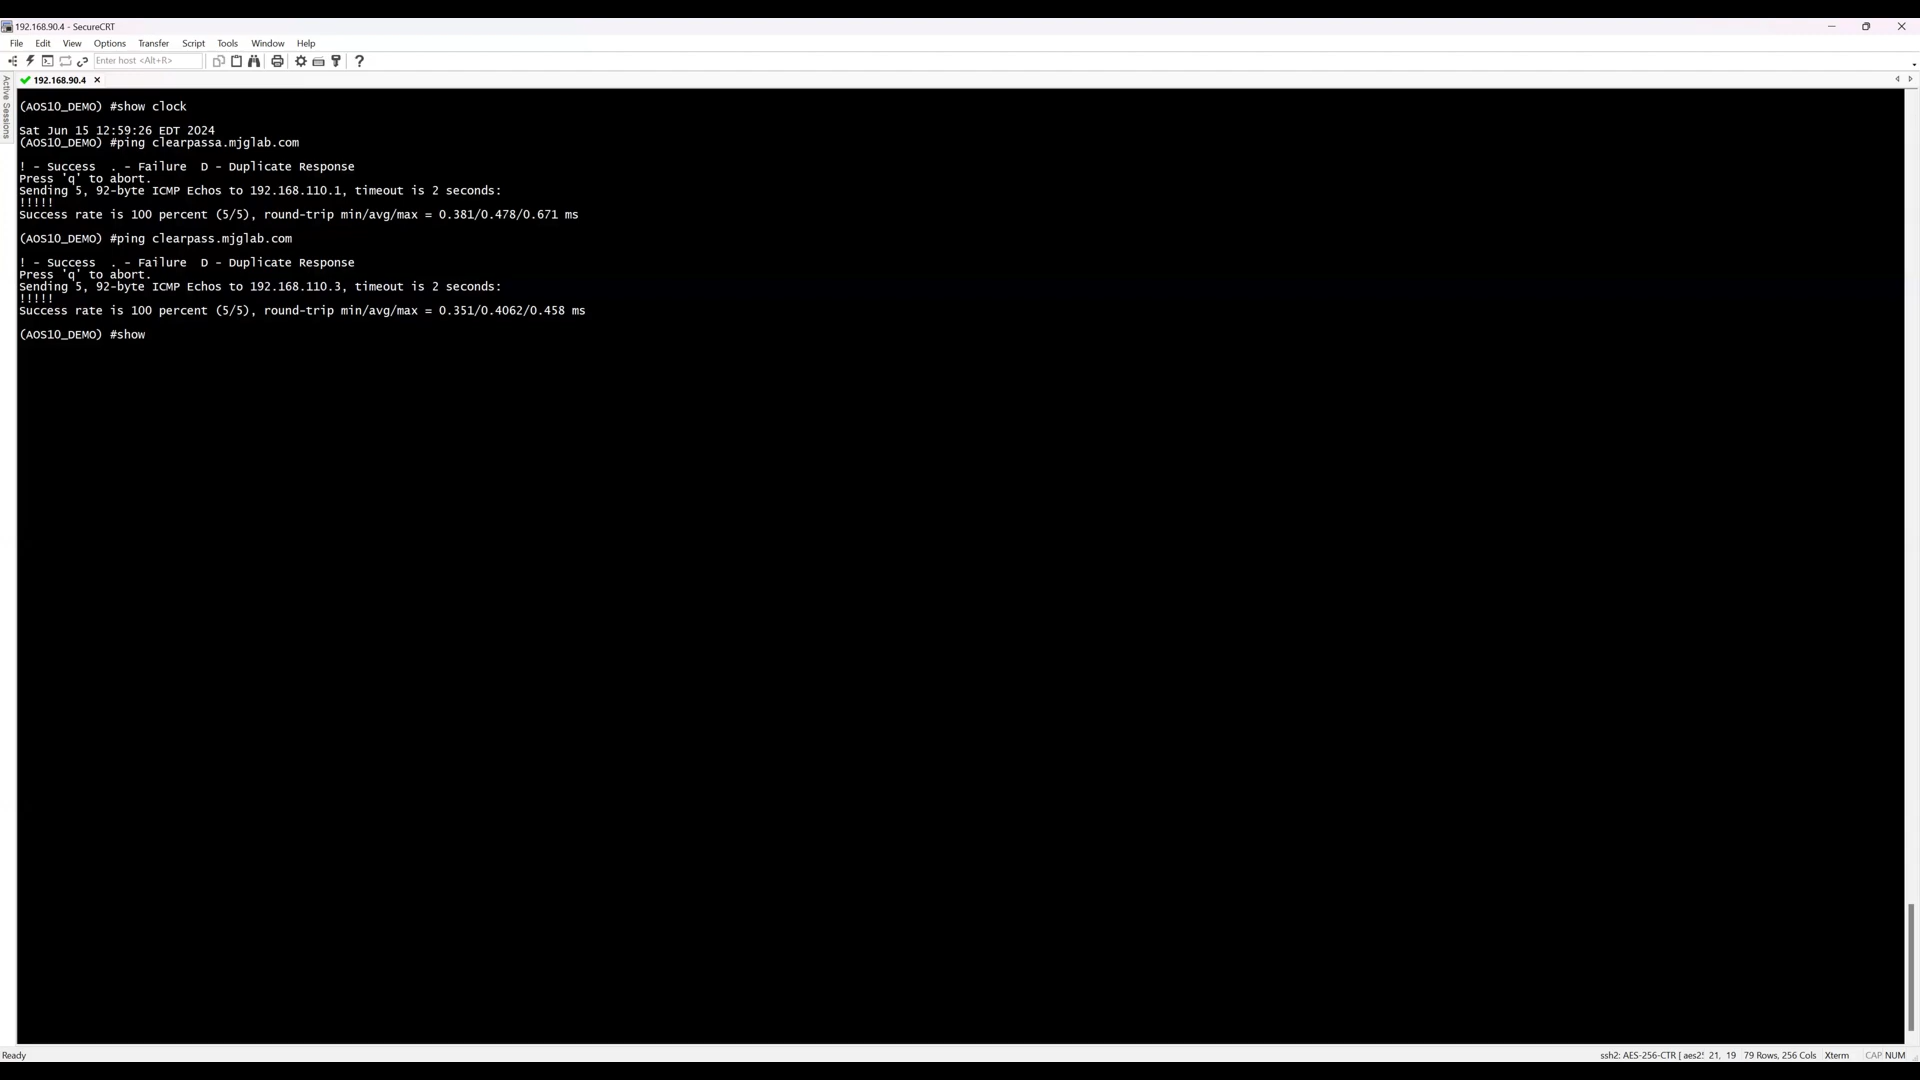 192.168.90.4 - SecureCRT
File Edit View Options Transfer Script Tools Window Help
Enter host <Alt+R>
Active Sessions
192.168.90.4
(AOS10_DEMO) #show clock
Sat Jun 15 12:59:26 EDT 2024
(AOS10_DEMO) #ping clearpassa.mjglab.com
! - Success  . - Failure  D - Duplicate Response
Press 'q' to abort.
Sending 5, 92-byte ICMP Echos to 192.168.110.1, timeout is 2 seconds:
!!!!!
Success rate is 100 percent (5/5), round-trip min/avg/max = 0.381/0.478/0.671 ms
(AOS10_DEMO) #ping clearpass.mjglab.com
! - Success  . - Failure  D - Duplicate Response
Press 'q' to abort.
Sending 5, 92-byte ICMP Echos to 192.168.110.3, timeout is 2 seconds:
!!!!!
Success rate is 100 percent (5/5), round-trip min/avg/max = 0.351/0.4062/0.458 ms
(AOS10_DEMO) #show
Ready
ssh2: AES-256-CTR [ aes25 21, 19 79 Rows, 256 Cols Xterm CAP NUM